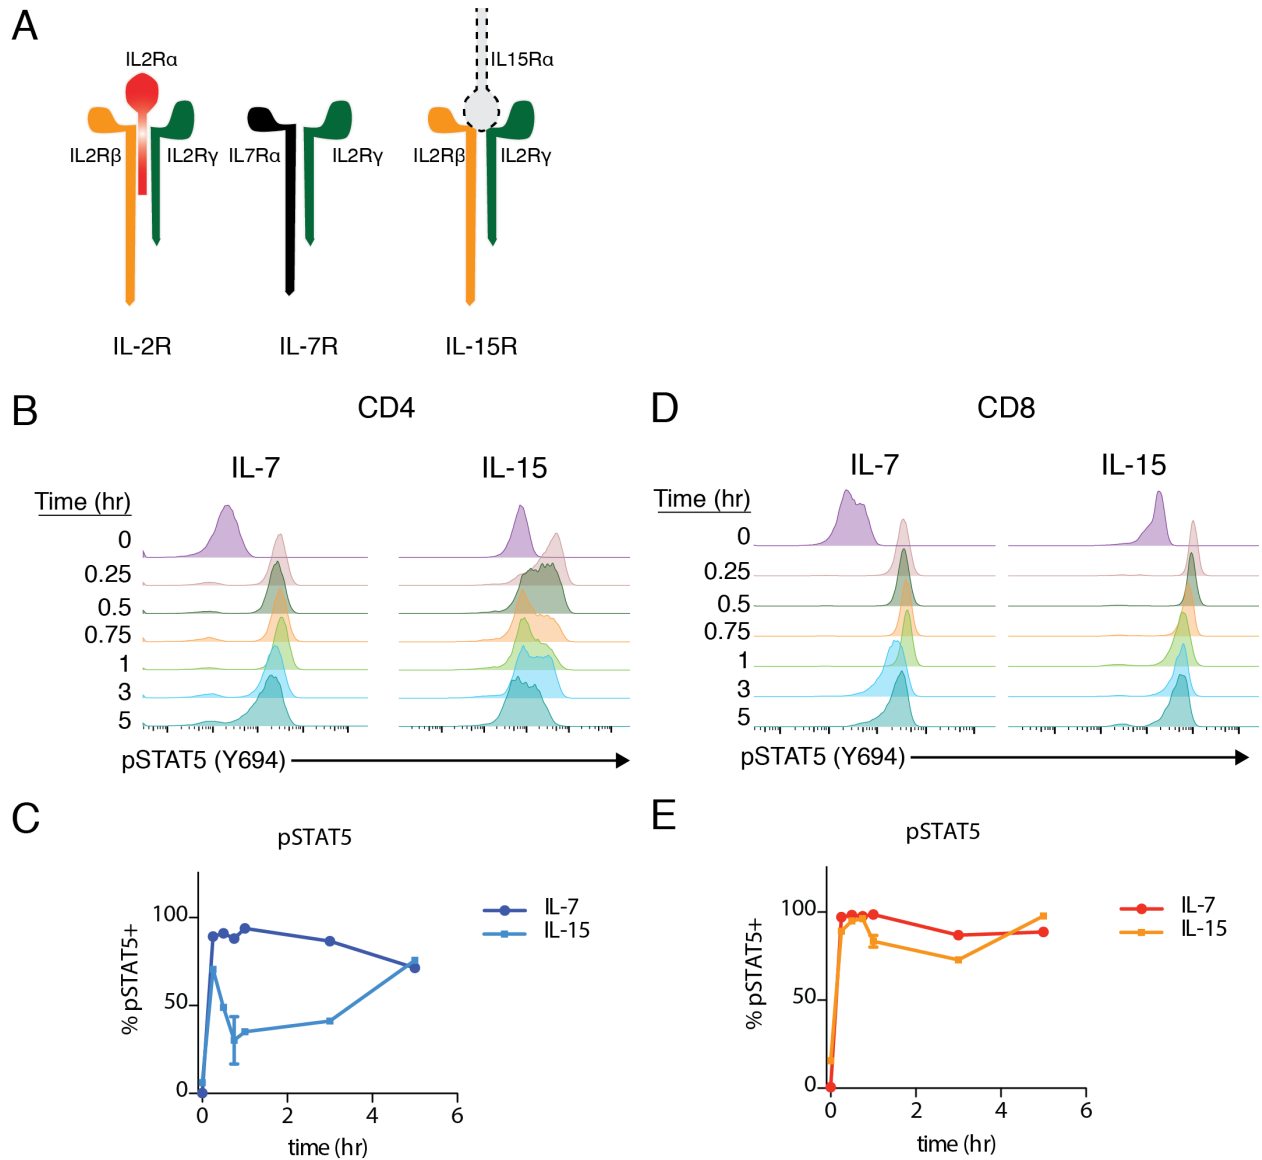 A
IL2Rα
IL15Rα
IL2Rβ
IL2Rγ
IL7Rα
IL2Rγ
IL2Rβ
IL2Rγ
IL-2R
IL-7R
IL-15R
B
CD4
IL-7
IL-15
Time (hr)
0
0.25
0.5
0.75
1
3
5
pSTAT5 (Y694)
D
CD8
IL-7
IL-15
Time (hr)
0
0.25
0.5
0.75
1
3
5
pSTAT5 (Y694)
C
pSTAT5
% pSTAT5+
100
50
0
0 2 4 6
time (hr)
IL-7
IL-15
E
pSTAT5
% pSTAT5+
100
50
0
0 2 4 6
time (hr)
IL-7
IL-15